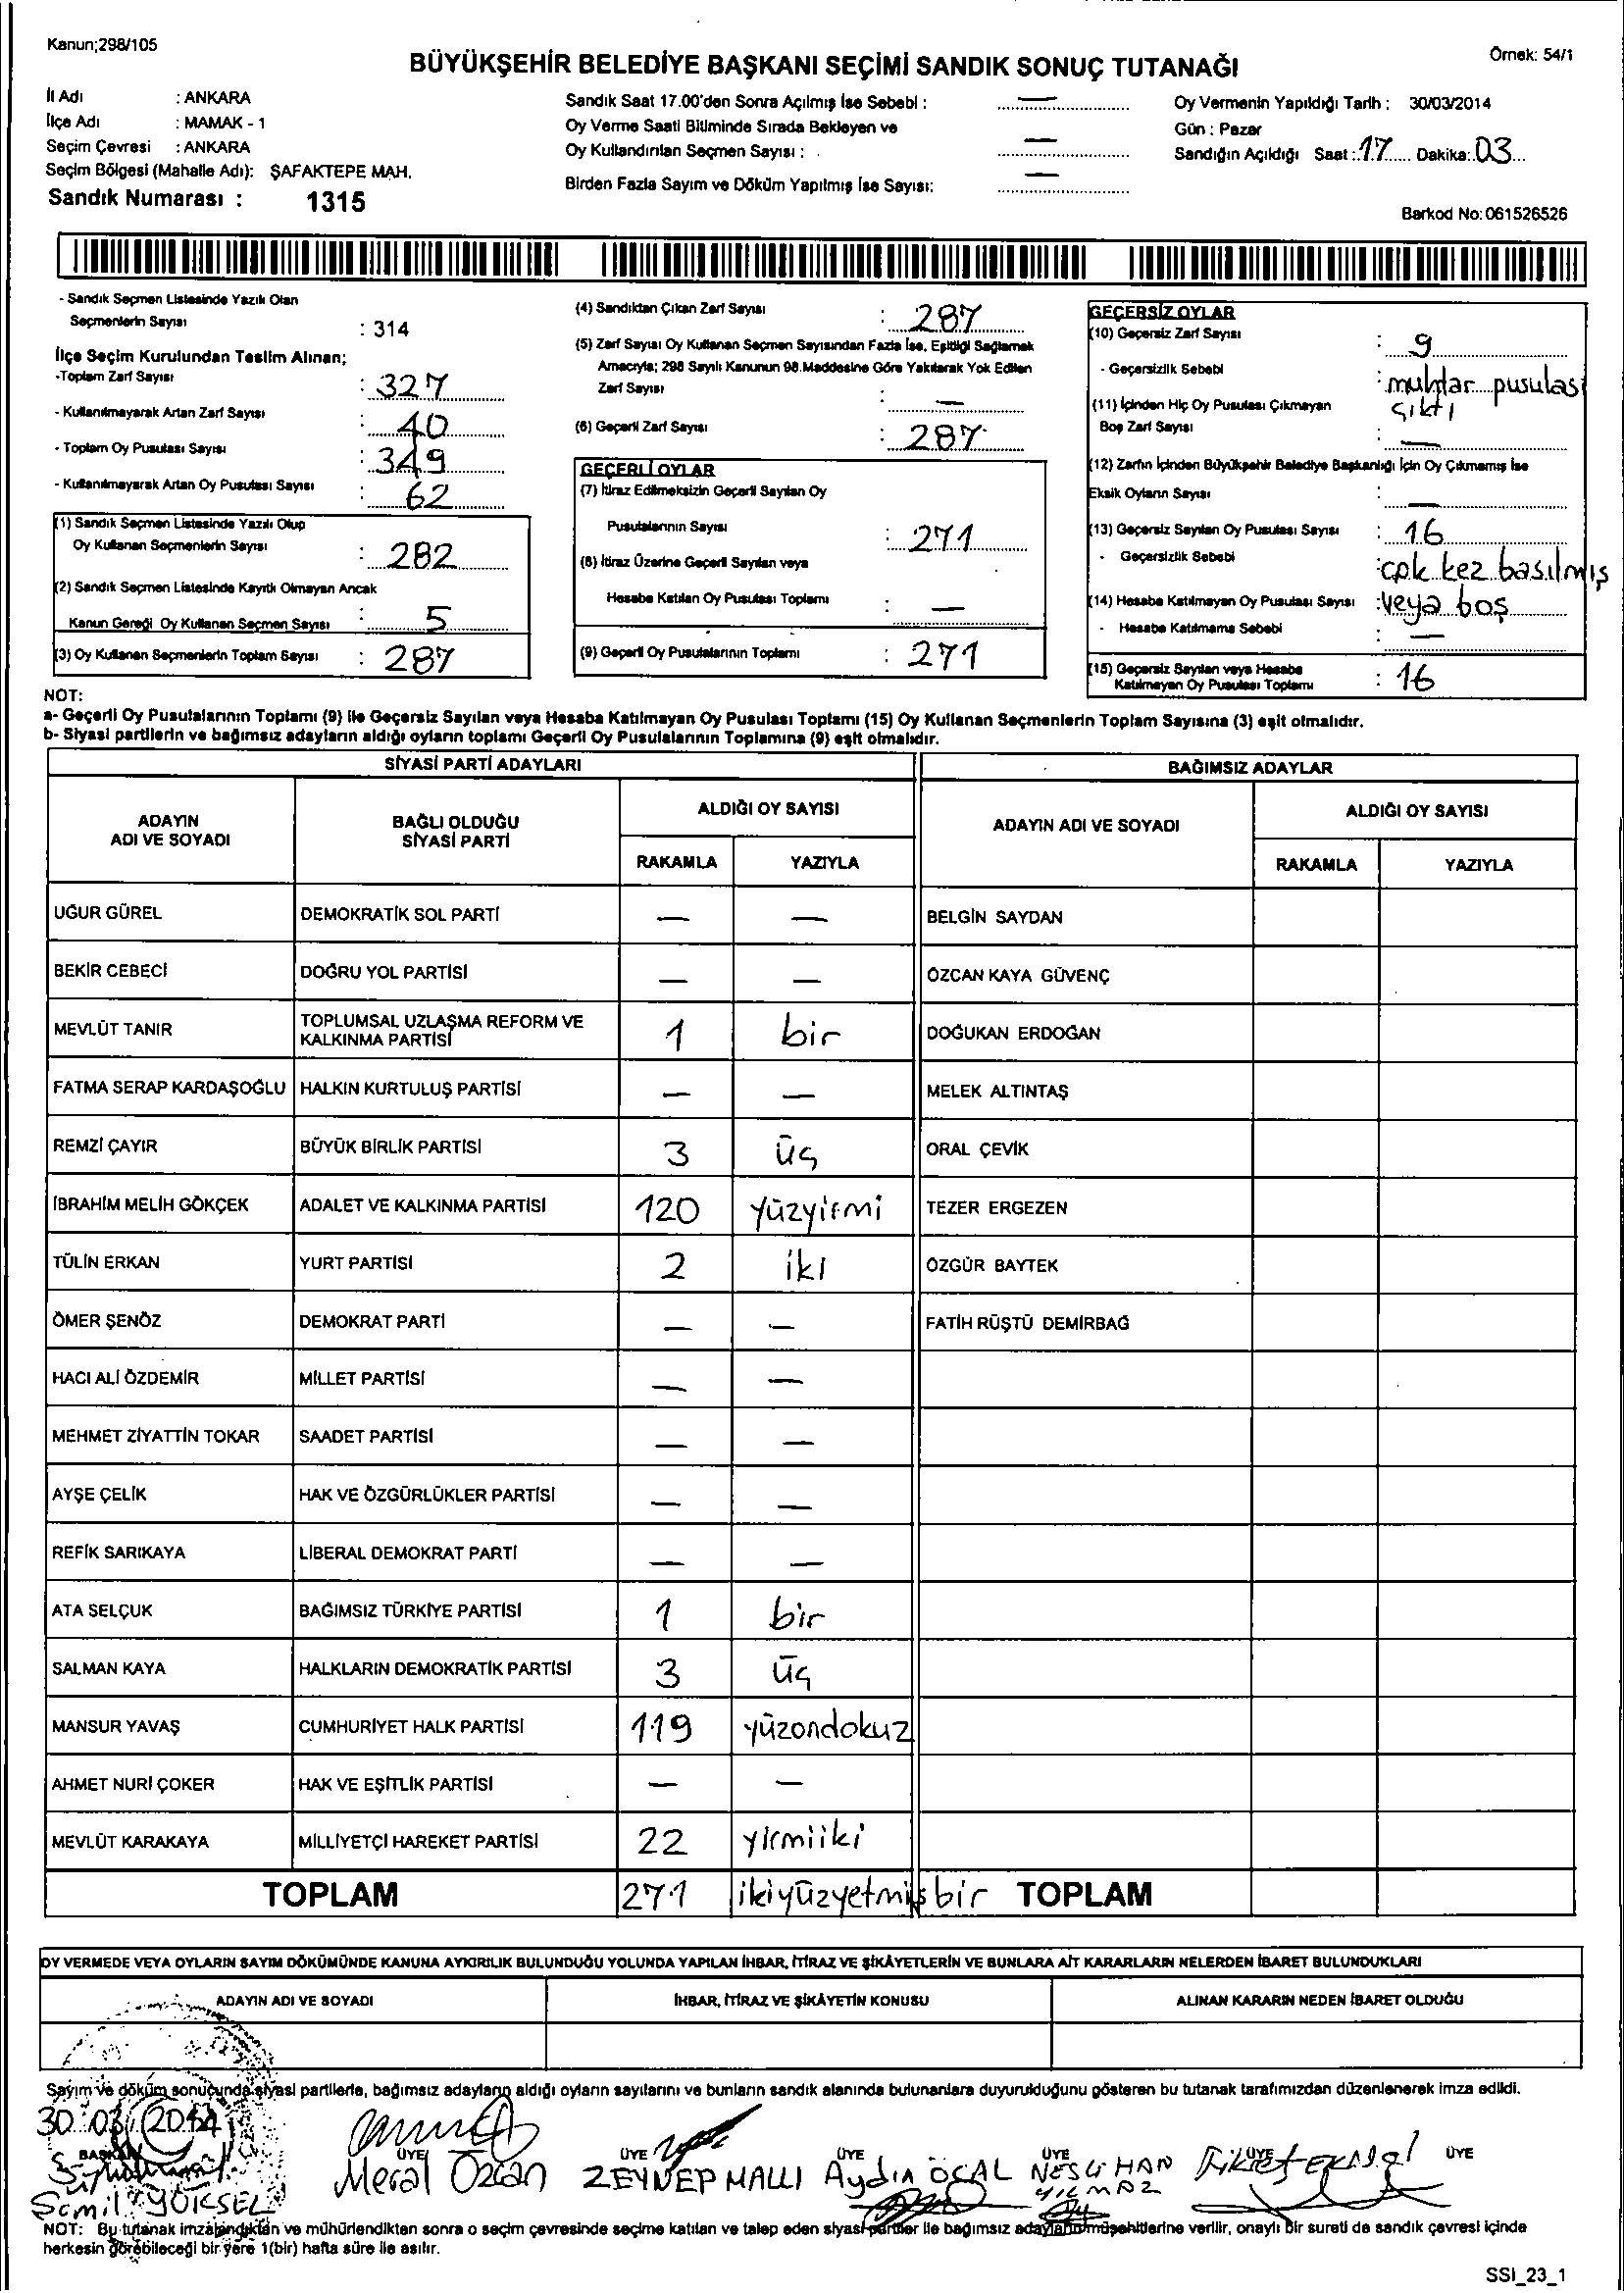 Kanun;298/105
Örnek: 54/1
BÜYÜKŞEHİR BELEDİYE BAŞKANI SEÇİMİ SANDIK SONUÇ TUTANAĞI
İl Adı : ANKARA
İlçe Adı : MAMAK - 1
Seçim Çevresi : ANKARA
Seçim Bölgesi (Mahalle Adı): ŞAFAKTEPE MAH.
Sandık Numarası : 1315
Sandık Saat 17.00'den Sonra Açılmış İse Sebebi : —
Oy Verme Saati Bitiminde Sırada Bekleyen ve
Oy Kullandırılan Seçmen Sayısı : —
Birden Fazla Sayım ve Döküm Yapılmış İse Sayısı: —
Oy Vermenin Yapıldığı Tarih : 30/03/2014
Gün : Pazar
Sandığın Açıldığı Saat : 17 Dakika: 03
Barkod No: 061526526
- Sandık Seçmen Listesinde Yazılı Olan
Seçmenlerin Sayısı : 314
İlçe Seçim Kurulundan Teslim Alınan;
-Toplam Zarf Sayısı : 327
- Kullanılmayarak Artan Zarf Sayısı : 40
- Toplam Oy Pusulası Sayısı : 349
- Kullanılmayarak Artan Oy Pusulası Sayısı : 62
(1) Sandık Seçmen Listesinde Yazılı Olup
Oy Kullanan Seçmenlerin Sayısı : 282
(2) Sandık Seçmen Listesinde Kayıtlı Olmayan Ancak
Kanun Gereği Oy Kullanan Seçmen Sayısı : 5
(3) Oy Kullanan Seçmenlerin Toplam Sayısı : 287
(4) Sandıktan Çıkan Zarf Sayısı : 287
(5) Zarf Sayısı Oy Kullanan Seçmen Sayısından Fazla İse, Eşitliği Sağlamak
Amacıyla; 298 Sayılı Kanunun 98.Maddesine Göre Yakılarak Yok Edilen
Zarf Sayısı : —
(6) Geçerli Zarf Sayısı : 287
GEÇERLİ OYLAR
(7) İtiraz Edilmeksizin Geçerli Sayılan Oy
Pusulalarının Sayısı : 271
(8) İtiraz Üzerine Geçerli Sayılan veya
Hesaba Katılan Oy Pusulası Toplamı : —
(9) Geçerli Oy Pusulalarının Toplamı : 271
GEÇERSİZ OYLAR
(10) Geçersiz Zarf Sayısı : 9
- Geçersizlik Sebebi : muhtar pusulası
çıktı
(11) İçinden Hiç Oy Pusulası Çıkmayan
Boş Zarf Sayısı : —
(12) Zarfın İçinden Büyükşehir Belediye Başkanlığı İçin Oy Çıkmamış İse
Eksik Oyların Sayısı : —
(13) Geçersiz Sayılan Oy Pusulası Sayısı : 16
- Geçersizlik Sebebi : çok kez basılmış
(14) Hesaba Katılmayan Oy Pusulası Sayısı : veya boş
- Hesaba Katılmama Sebebi : —
(15) Geçersiz Sayılan veya Hesaba
Katılmayan Oy Pusulası Toplamı : 16
NOT:
a- Geçerli Oy Pusulalarının Toplamı (9) ile Geçersiz Sayılan veya Hesaba Katılmayan Oy Pusulası Toplamı (15) Oy Kullanan Seçmenlerin Toplam Sayısına (3) eşit olmalıdır.
b- Siyasi partilerin ve bağımsız adayların aldığı oyların toplamı Geçerli Oy Pusulalarının Toplamına (9) eşit olmalıdır.
SİYASİ PARTİ ADAYLARI BAĞIMSIZ ADAYLAR
ADAYIN
ADI VE SOYADI
BAĞLI OLDUĞU
SİYASİ PARTİ
ALDIĞI OY SAYISI
RAKAMLA YAZIYLA
ADAYIN ADI VE SOYADI
ALDIĞI OY SAYISI
RAKAMLA YAZIYLA
UĞUR GÜREL DEMOKRATİK SOL PARTİ — — BELGİN SAYDAN
BEKİR CEBECİ DOĞRU YOL PARTİSİ — — ÖZCAN KAYA GÜVENÇ
MEVLÜT TANIR TOPLUMSAL UZLAŞMA REFORM VE
KALKINMA PARTİSİ 1 bir DOĞUKAN ERDOĞAN
FATMA SERAP KARDAŞOĞLU HALKIN KURTULUŞ PARTİSİ — — MELEK ALTINTAŞ
REMZİ ÇAYIR BÜYÜK BİRLİK PARTİSİ 3 üç ORAL ÇEVİK
İBRAHİM MELİH GÖKÇEK ADALET VE KALKINMA PARTİSİ 120 yüzyirmi TEZER ERGEZEN
TÜLİN ERKAN YURT PARTİSİ 2 iki ÖZGÜR BAYTEK
ÖMER ŞENÖZ DEMOKRAT PARTİ — — FATİH RÜŞTÜ DEMİRBAĞ
HACI ALİ ÖZDEMİR MİLLET PARTİSİ — —
MEHMET ZİYATTİN TOKAR SAADET PARTİSİ — —
AYŞE ÇELİK HAK VE ÖZGÜRLÜKLER PARTİSİ — —
REFİK SARIKAYA LİBERAL DEMOKRAT PARTİ — —
ATA SELÇUK BAĞIMSIZ TÜRKİYE PARTİSİ 1 bir
SALMAN KAYA HALKLARIN DEMOKRATİK PARTİSİ 3 üç
MANSUR YAVAŞ CUMHURİYET HALK PARTİSİ 119 yüzondokuz
AHMET NURİ ÇOKER HAK VE EŞİTLİK PARTİSİ — —
MEVLÜT KARAKAYA MİLLİYETÇİ HAREKET PARTİSİ 22 yirmiiki
TOPLAM 271 ikiyüzyetmişbir TOPLAM
OY VERMEDE VEYA OYLARIN SAYIM DÖKÜMÜNDE KANUNA AYKIRILIK BULUNDUĞU YOLUNDA YAPILAN İHBAR, İTİRAZ VE ŞİKÂYETLERİN VE BUNLARA AİT KARARLARIN NELERDEN İBARET BULUNDUKLARI
ADAYIN ADI VE SOYADI İHBAR, İTİRAZ VE ŞİKÂYETİN KONUSU ALINAN KARARIN NEDEN İBARET OLDUĞU
Sayım ve döküm sonucunda siyasi partilerle, bağımsız adayların aldığı oyların sayılarını ve bunların sandık alanında bulunanlara duyurulduğunu gösteren bu tutanak tarafımızdan düzenlenerek imza edildi.
30.03.2014
BAŞKAN ÜYE ÜYE ÜYE ÜYE ÜYE ÜYE
Meral Özcan ZEYNEP MALLI Aydın ÖCAL NESLİHAN
YILMAZ
YÜKSEL
NOT: Bu tutanak imzalandıktan ve mühürlendikten sonra o seçim çevresinde seçime katılan ve talep eden siyasi partiler ile bağımsız adayların müşahitlerine verilir, onaylı bir sureti de sandık çevresi içinde
herkesin görebileceği bir yere 1(bir) hafta süre ile asılır.
SSI_23_1